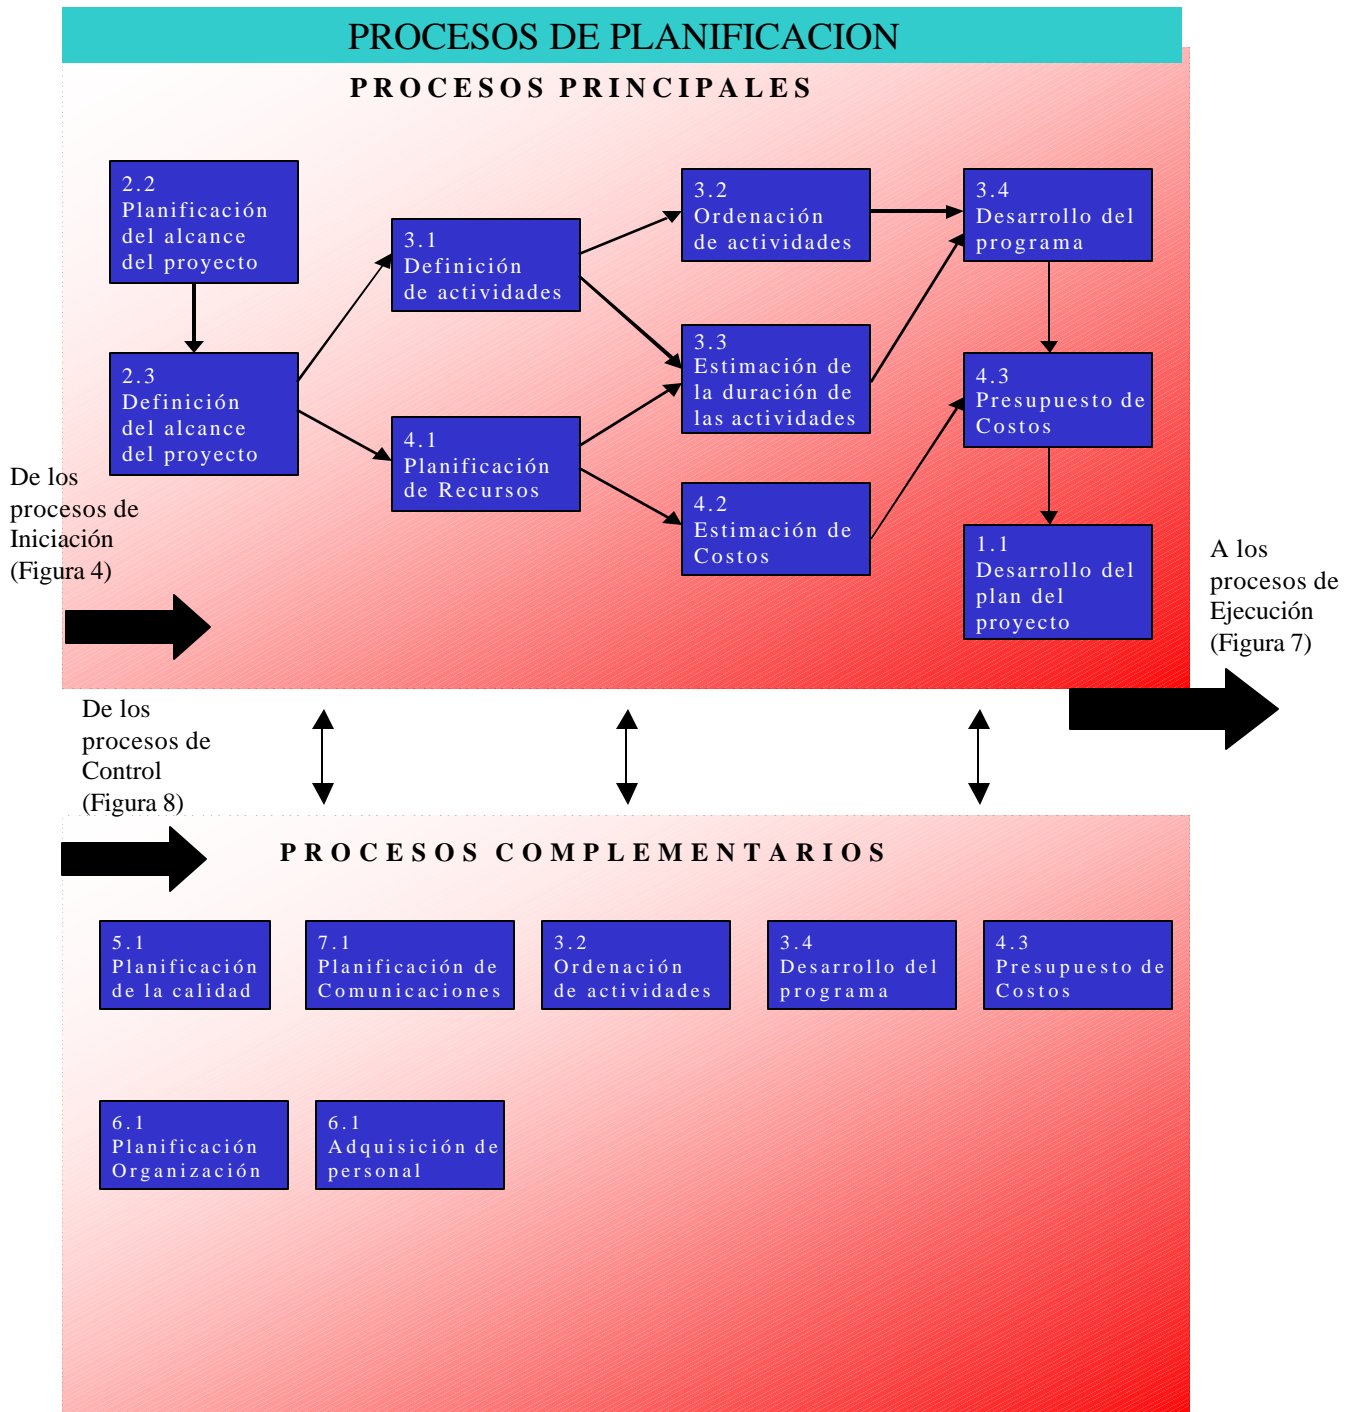 PROCESOS DE PLANIFICACION
PROCESOS PRINCIPALES
2.2
Planificación
del alcance
del proyecto
2.3
Definición
del alcance
del proyecto
3.1
Definición
de actividades
4.1
Planificación
de Recursos
3.2
Ordenación
de actividades
3.3
Estimación de
la duración de
las actividades
4.2
Estimación de
Costos
3.4
Desarrollo del
programa
4.3
Presupuesto de
Costos
1.1
Desarrollo del
plan del
proyecto
De los
procesos de
Iniciación
(Figura 4)
A los
procesos de
Ejecución
(Figura 7)
De los
procesos de
Control
(Figura 8)
PROCESOS COMPLEMENTARIOS
5.1
Planificación
de la calidad
7.1
Planificación de
Comunicaciones
3.2
Ordenación
de actividades
3.4
Desarrollo del
programa
4.3
Presupuesto de
Costos
6.1
Planificación
Organización
6.1
Adquisición de
personal